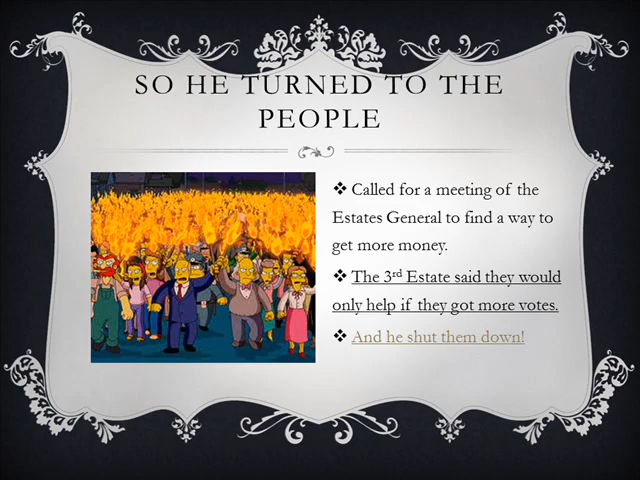 SO HE TURNED TO THE
PEOPLE
❖ Called for a meeting of the
Estates General to find a way to
get more money.
❖ The 3rd Estate said they would
only help if they got more votes.
❖ And he shut them down!